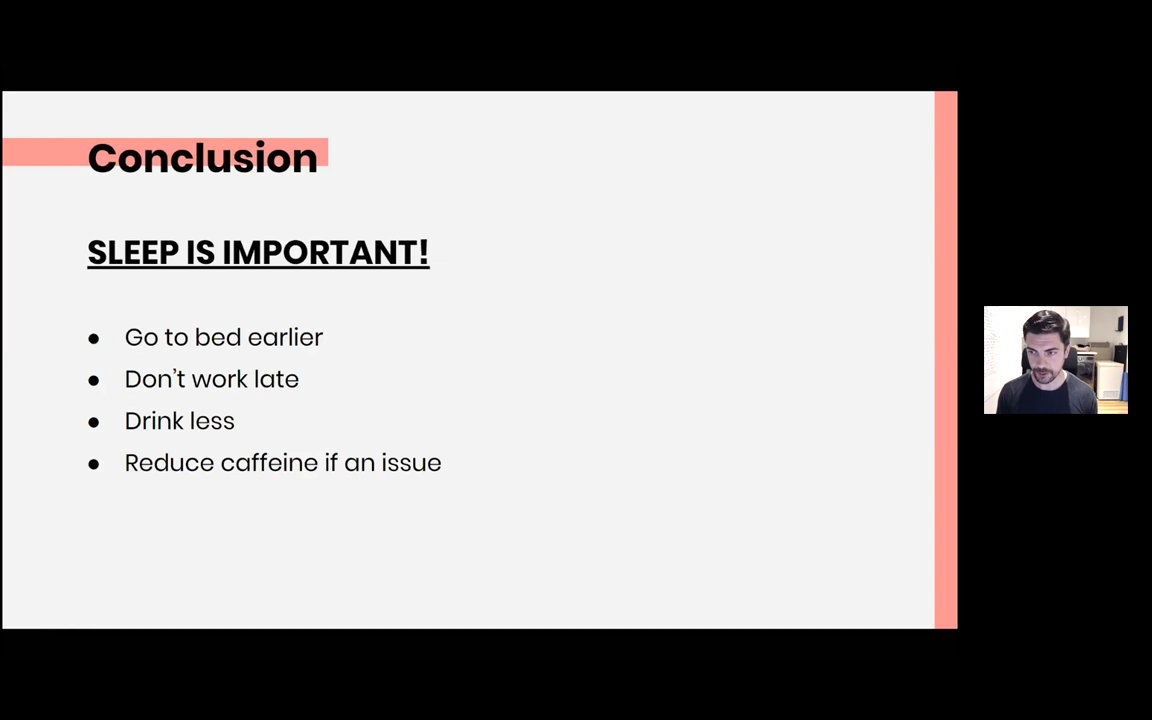 Conclusion
SLEEP IS IMPORTANT!
● Go to bed earlier
● Don't work late
● Drink less
● Reduce caffeine if an issue